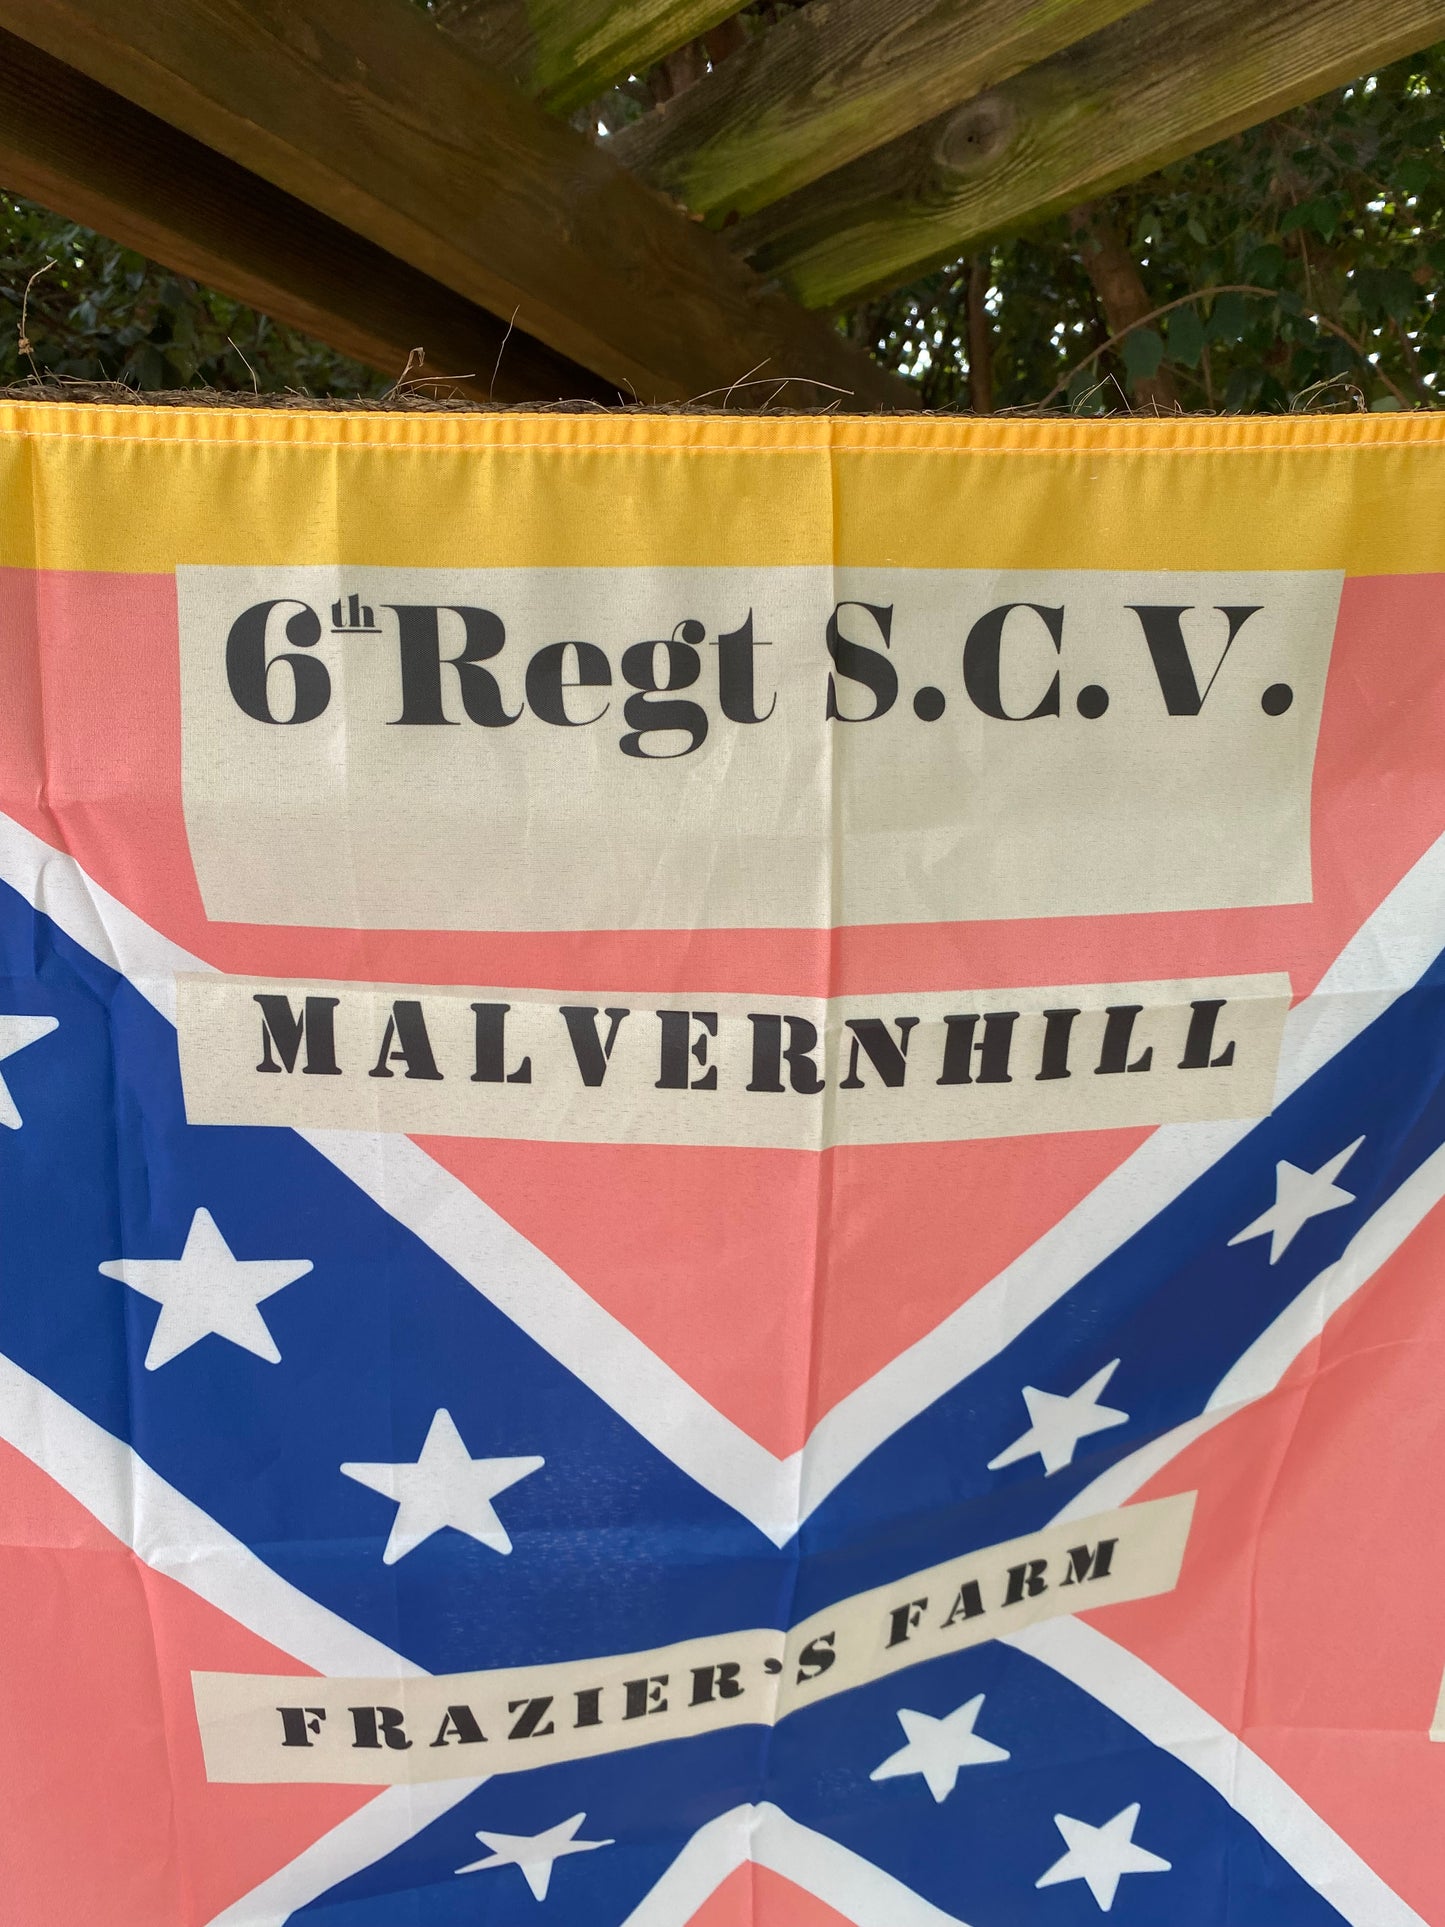 6th Regt S.C.V.
MALVERNHILL
FRAZIER'S FARM